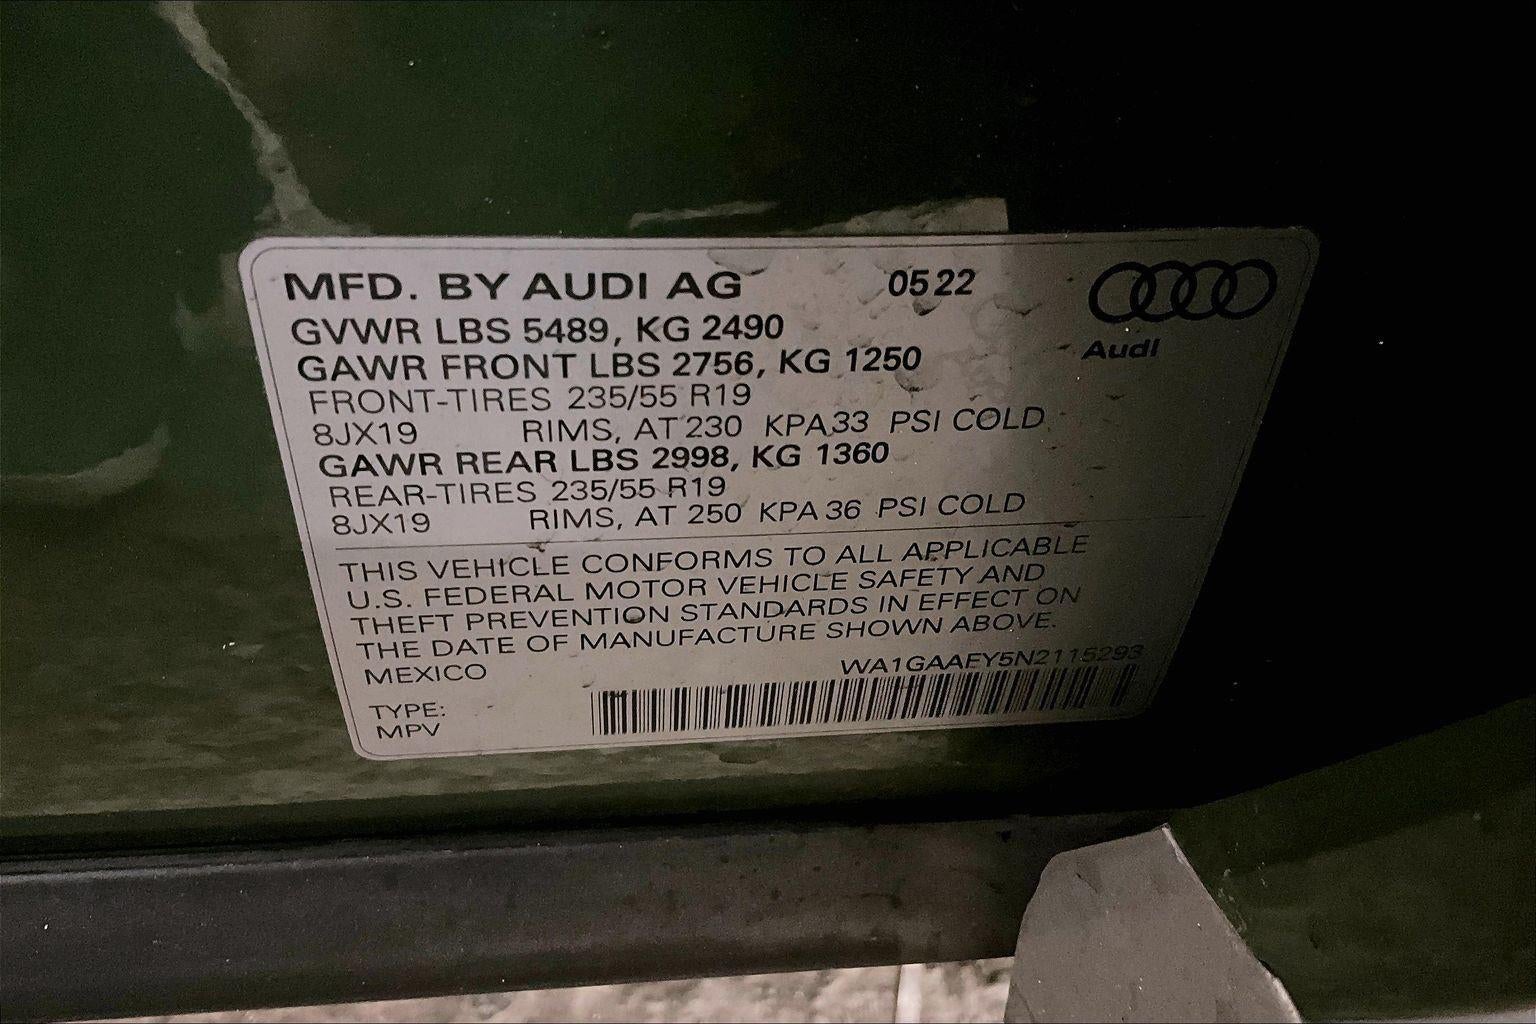 MFD. BY AUDI AG 05 22
Audi
GVWR LBS 5489, KG 2490
GAWR FRONT LBS 2756, KG 1250
FRONT-TIRES 235/55 R19
8JX19 RIMS, AT 230 KPA 33 PSI COLD
GAWR REAR LBS 2998, KG 1360
REAR-TIRES 235/55 R19
8JX19 RIMS, AT 250 KPA 36 PSI COLD
THIS VEHICLE CONFORMS TO ALL APPLICABLE
U.S. FEDERAL MOTOR VEHICLE SAFETY AND
THEFT PREVENTION STANDARDS IN EFFECT ON
THE DATE OF MANUFACTURE SHOWN ABOVE.
MEXICO WA1GAAFY5N2115293
TYPE:
MPV